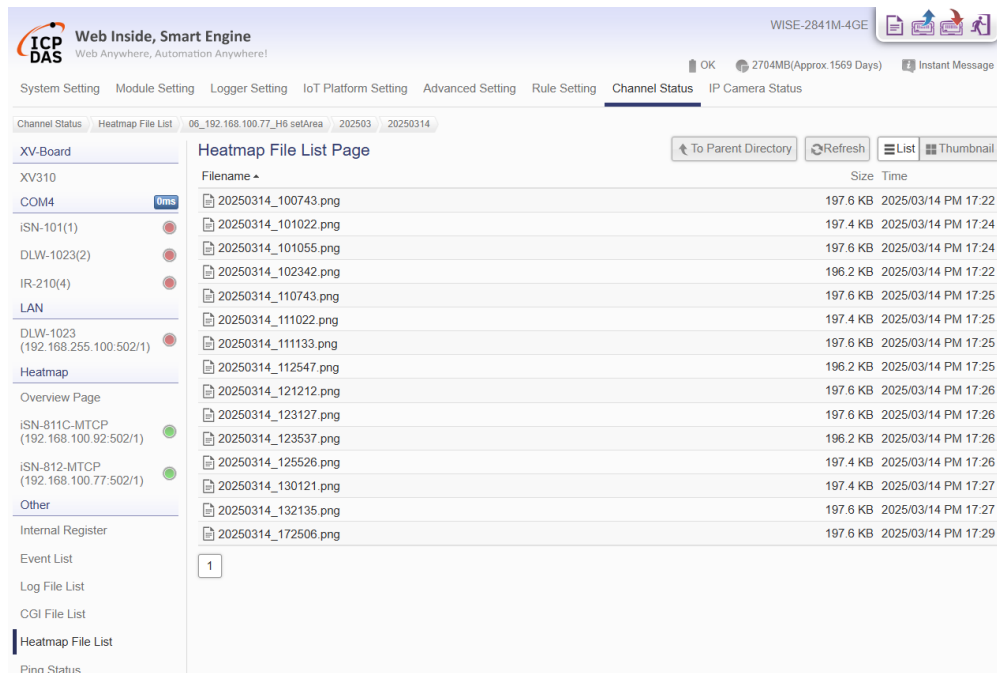 WISE-2841M-4GE
ICP DAS
Web Inside, Smart Engine
Web Anywhere, Automation Anywhere!
OK 2704MB(Approx.1569 Days) Instant Message
System Setting Module Setting Logger Setting IoT Platform Setting Advanced Setting Rule Setting Channel Status IP Camera Status
Channel Status Heatmap File List 06_192.168.100.77_H6 setArea 202503 20250314
XV-Board
XV310
COM4 0ms
iSN-101(1)
DLW-1023(2)
IR-210(4)
LAN
DLW-1023
(192.168.255.100:502/1)
Heatmap
Overview Page
iSN-811C-MTCP
(192.168.100.92:502/1)
iSN-812-MTCP
(192.168.100.77:502/1)
Other
Internal Register
Event List
Log File List
CGI File List
Heatmap File List
Ping Status
Heatmap File List Page
To Parent Directory Refresh List Thumbnail
Filename Size Time
20250314_100743.png 197.6 KB 2025/03/14 PM 17:22
20250314_101022.png 197.4 KB 2025/03/14 PM 17:24
20250314_101055.png 197.6 KB 2025/03/14 PM 17:24
20250314_102342.png 196.2 KB 2025/03/14 PM 17:22
20250314_110743.png 197.6 KB 2025/03/14 PM 17:25
20250314_111022.png 197.4 KB 2025/03/14 PM 17:25
20250314_111133.png 197.6 KB 2025/03/14 PM 17:25
20250314_112547.png 196.2 KB 2025/03/14 PM 17:25
20250314_121212.png 197.6 KB 2025/03/14 PM 17:26
20250314_123127.png 197.6 KB 2025/03/14 PM 17:26
20250314_123537.png 196.2 KB 2025/03/14 PM 17:26
20250314_125526.png 197.4 KB 2025/03/14 PM 17:26
20250314_130121.png 197.4 KB 2025/03/14 PM 17:27
20250314_132135.png 197.6 KB 2025/03/14 PM 17:27
20250314_172506.png 197.6 KB 2025/03/14 PM 17:29
1